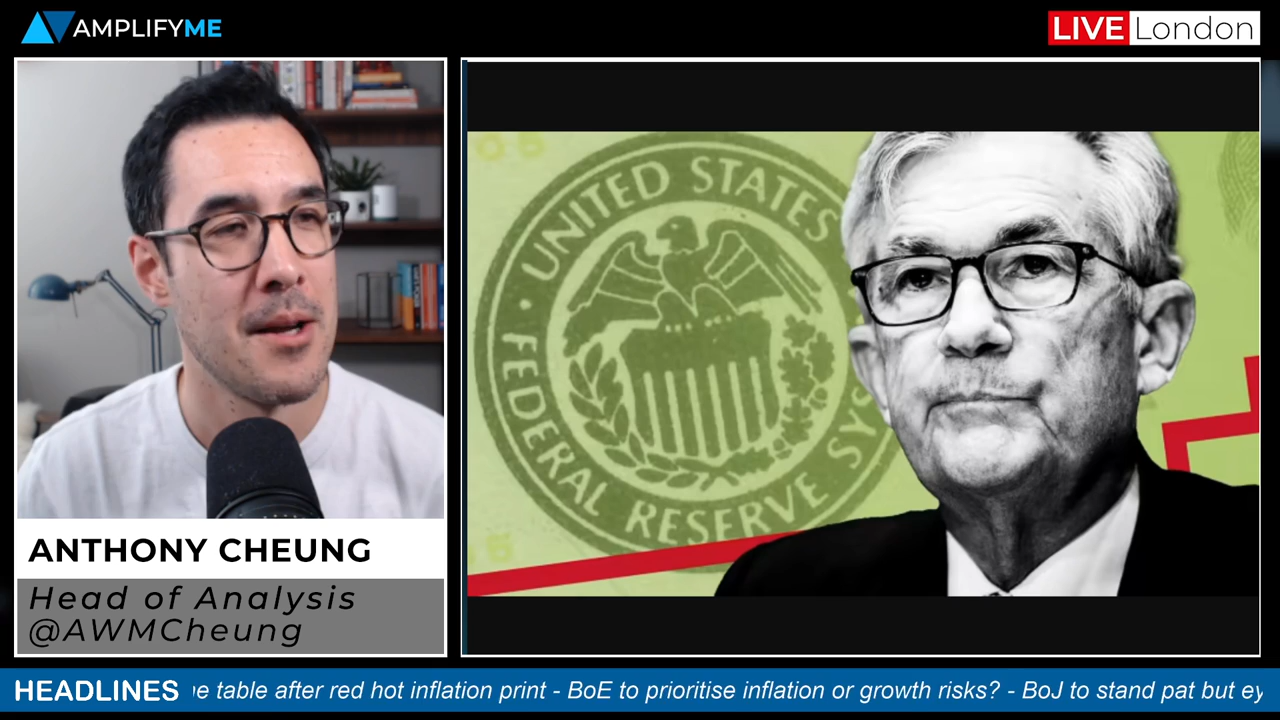 AMPLIFYME
LIVE London
UNITED STATES
FEDERAL RESERVE SYS
ANTHONY CHEUNG
Head of Analysis
@AWMCheung
HEADLINES
table after red hot inflation print - BoE to prioritise inflation or growth risks? - BoJ to stand pat but